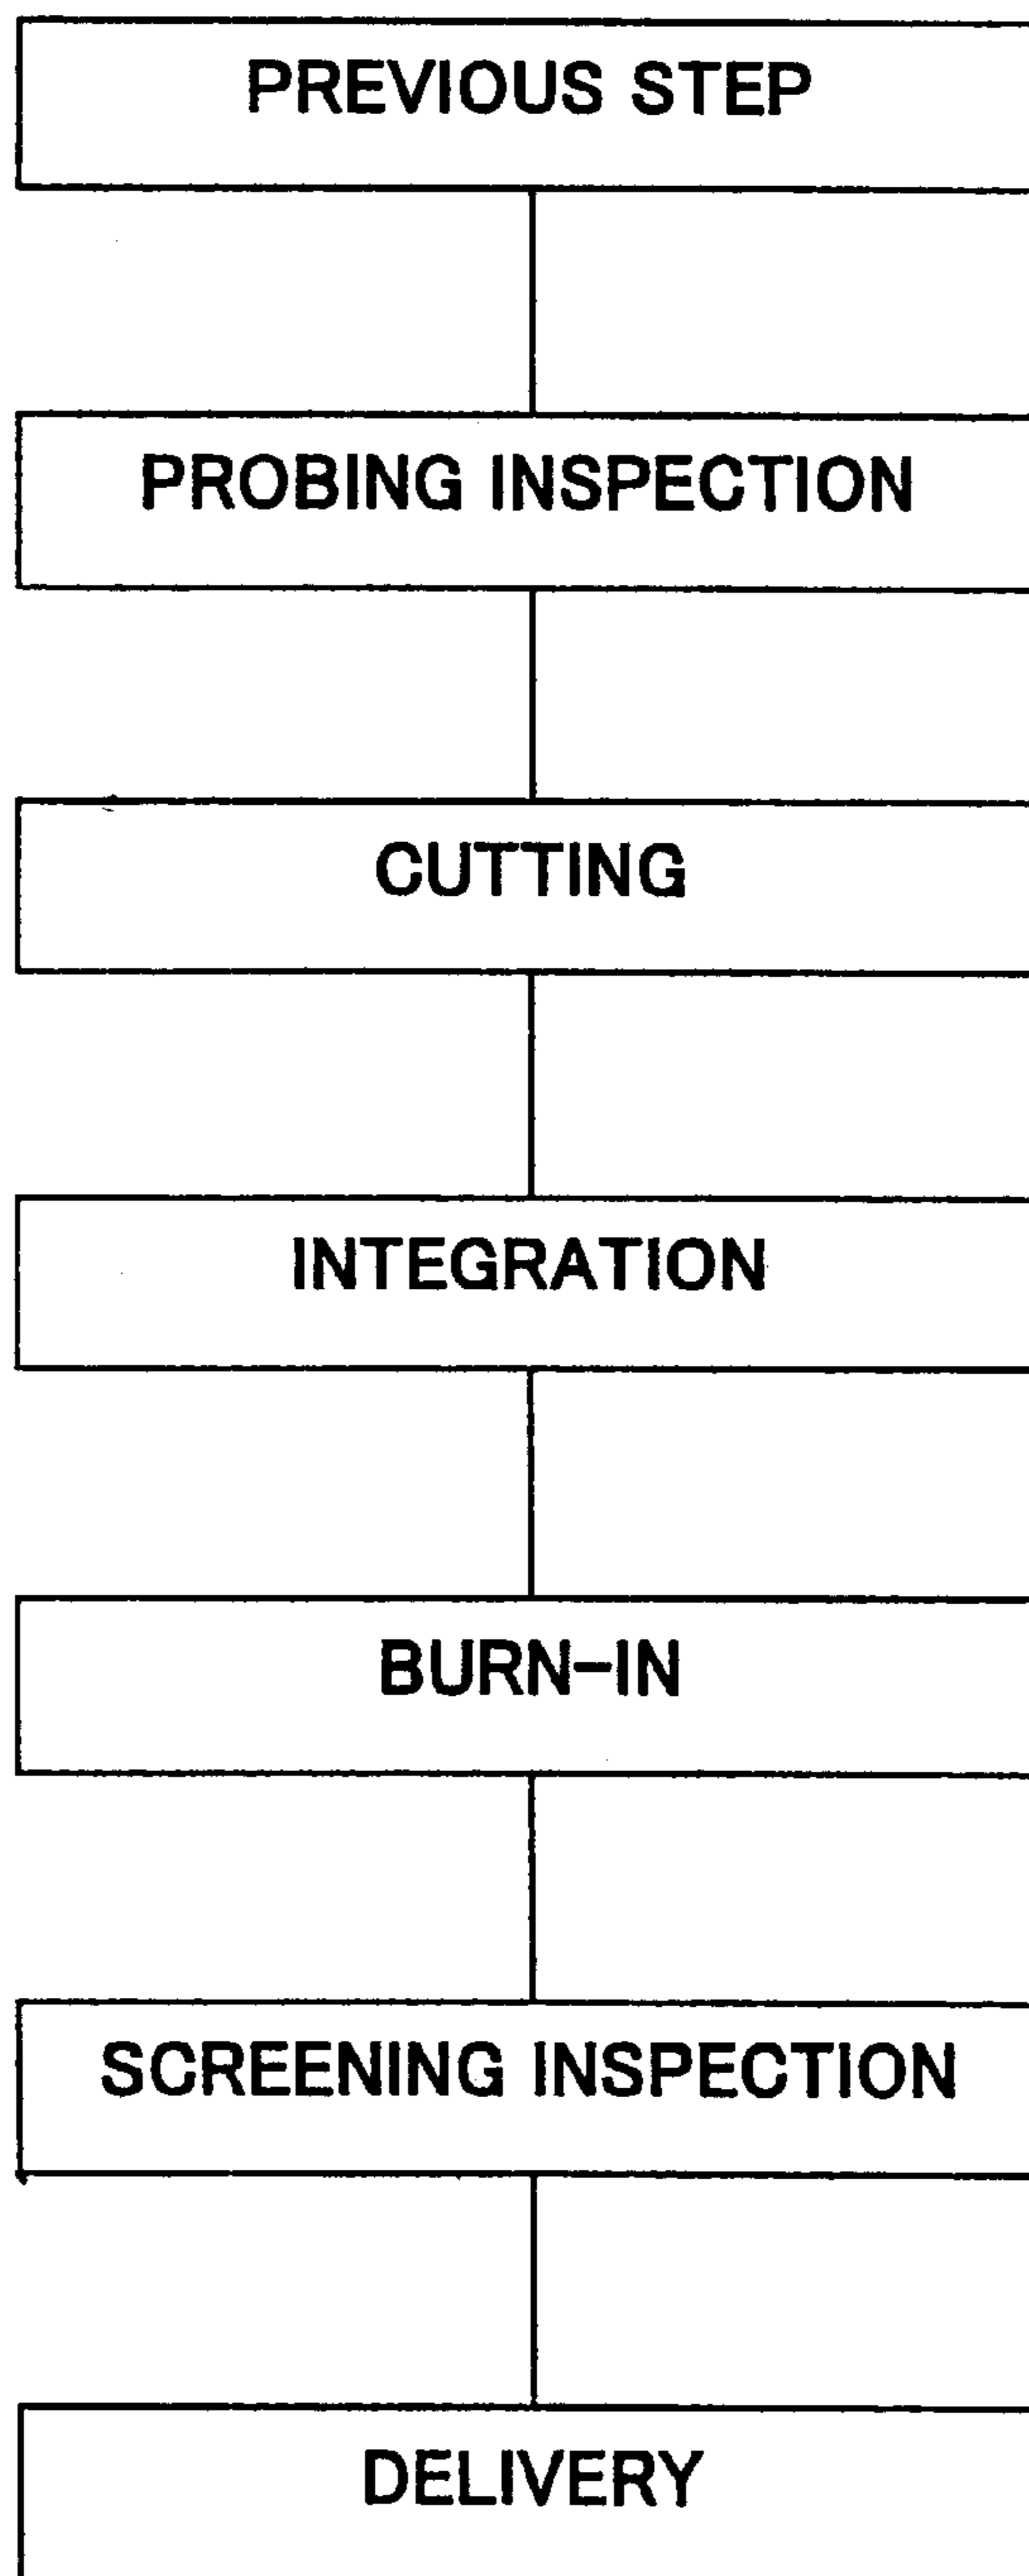 PREVIOUS STEP
PROBING INSPECTION
CUTTING
INTEGRATION
BURN-IN
SCREENING INSPECTION
DELIVERY